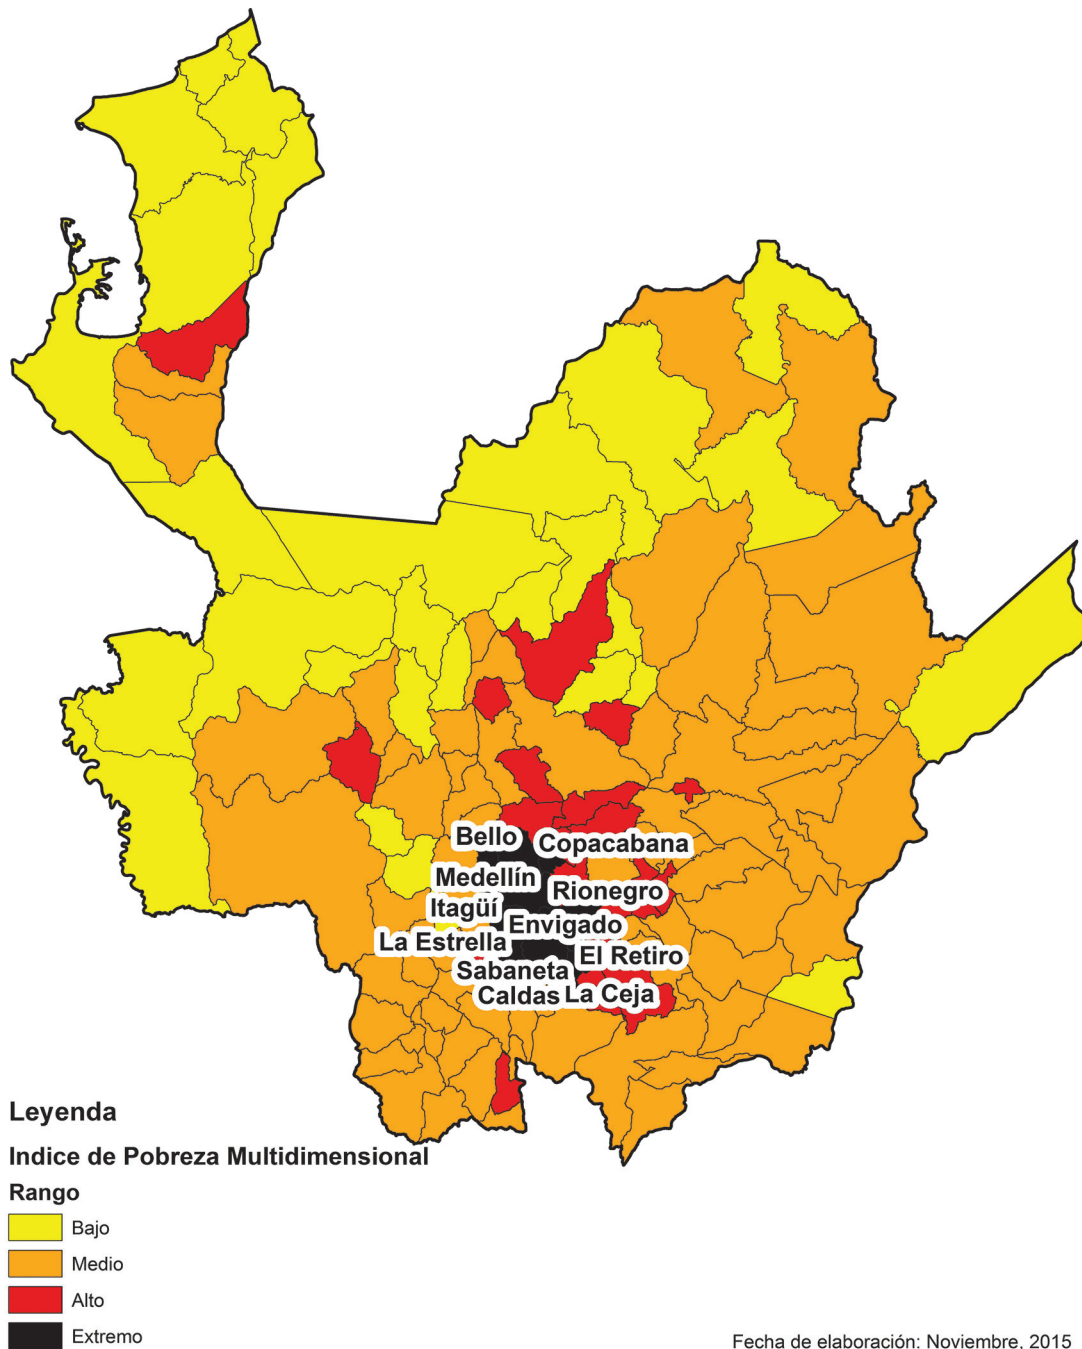 Bello
Copacabana
Medellín
Rionegro
Itagüí
Envigado
La Estrella
El Retiro
Sabaneta
Caldas
La Ceja
Leyenda
Indice de Pobreza Multidimensional
Rango
Bajo
Medio
Alto
Extremo
Fecha de elaboración: Noviembre, 2015